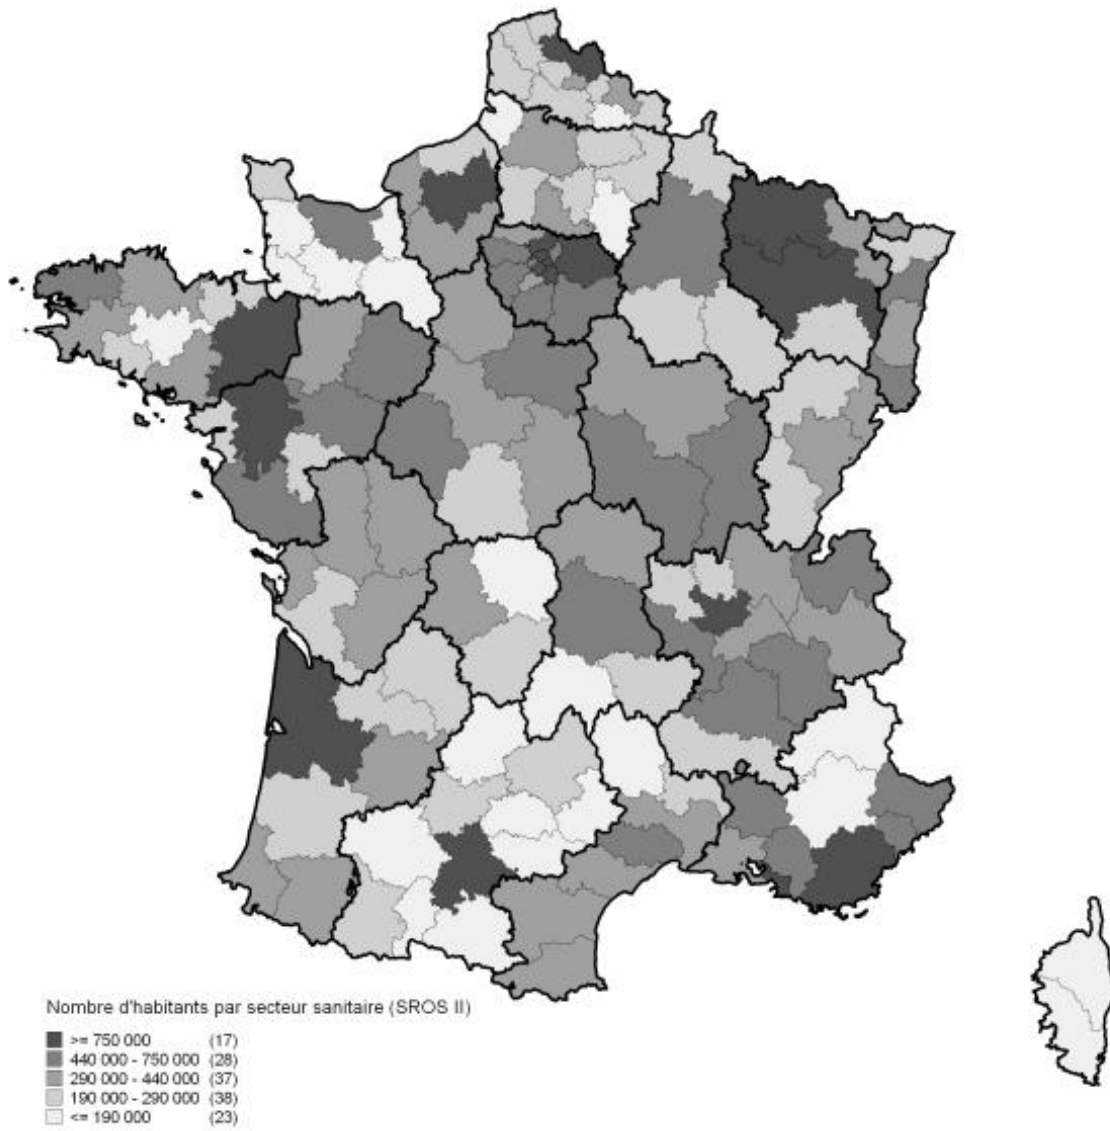 Nombre d'habitants par secteur sanitaire (SROS II)
>= 750 000 (17)
440 000 - 750 000 (28)
290 000 - 440 000 (37)
190 000 - 290 000 (38)
<= 190 000 (23)